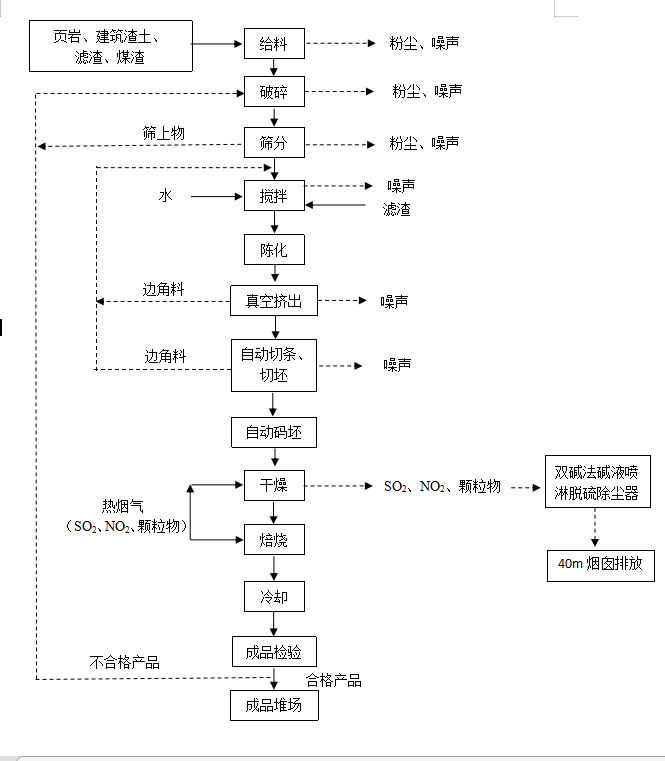 页岩、建筑渣土、
滤渣、煤渣
给料
粉尘、噪声
破碎
粉尘、噪声
筛上物
筛分
粉尘、噪声
水
搅拌
噪声
滤渣
陈化
边角料
真空挤出
噪声
边角料
自动切条、
切坯
噪声
自动码坯
干燥
SO2、NO2、颗粒物
双碱法碱液喷
淋脱硫除尘器
热烟气
（SO2、NO2、颗粒物）
焙烧
40m 烟囱排放
冷却
成品检验
不合格产品
合格产品
成品堆场